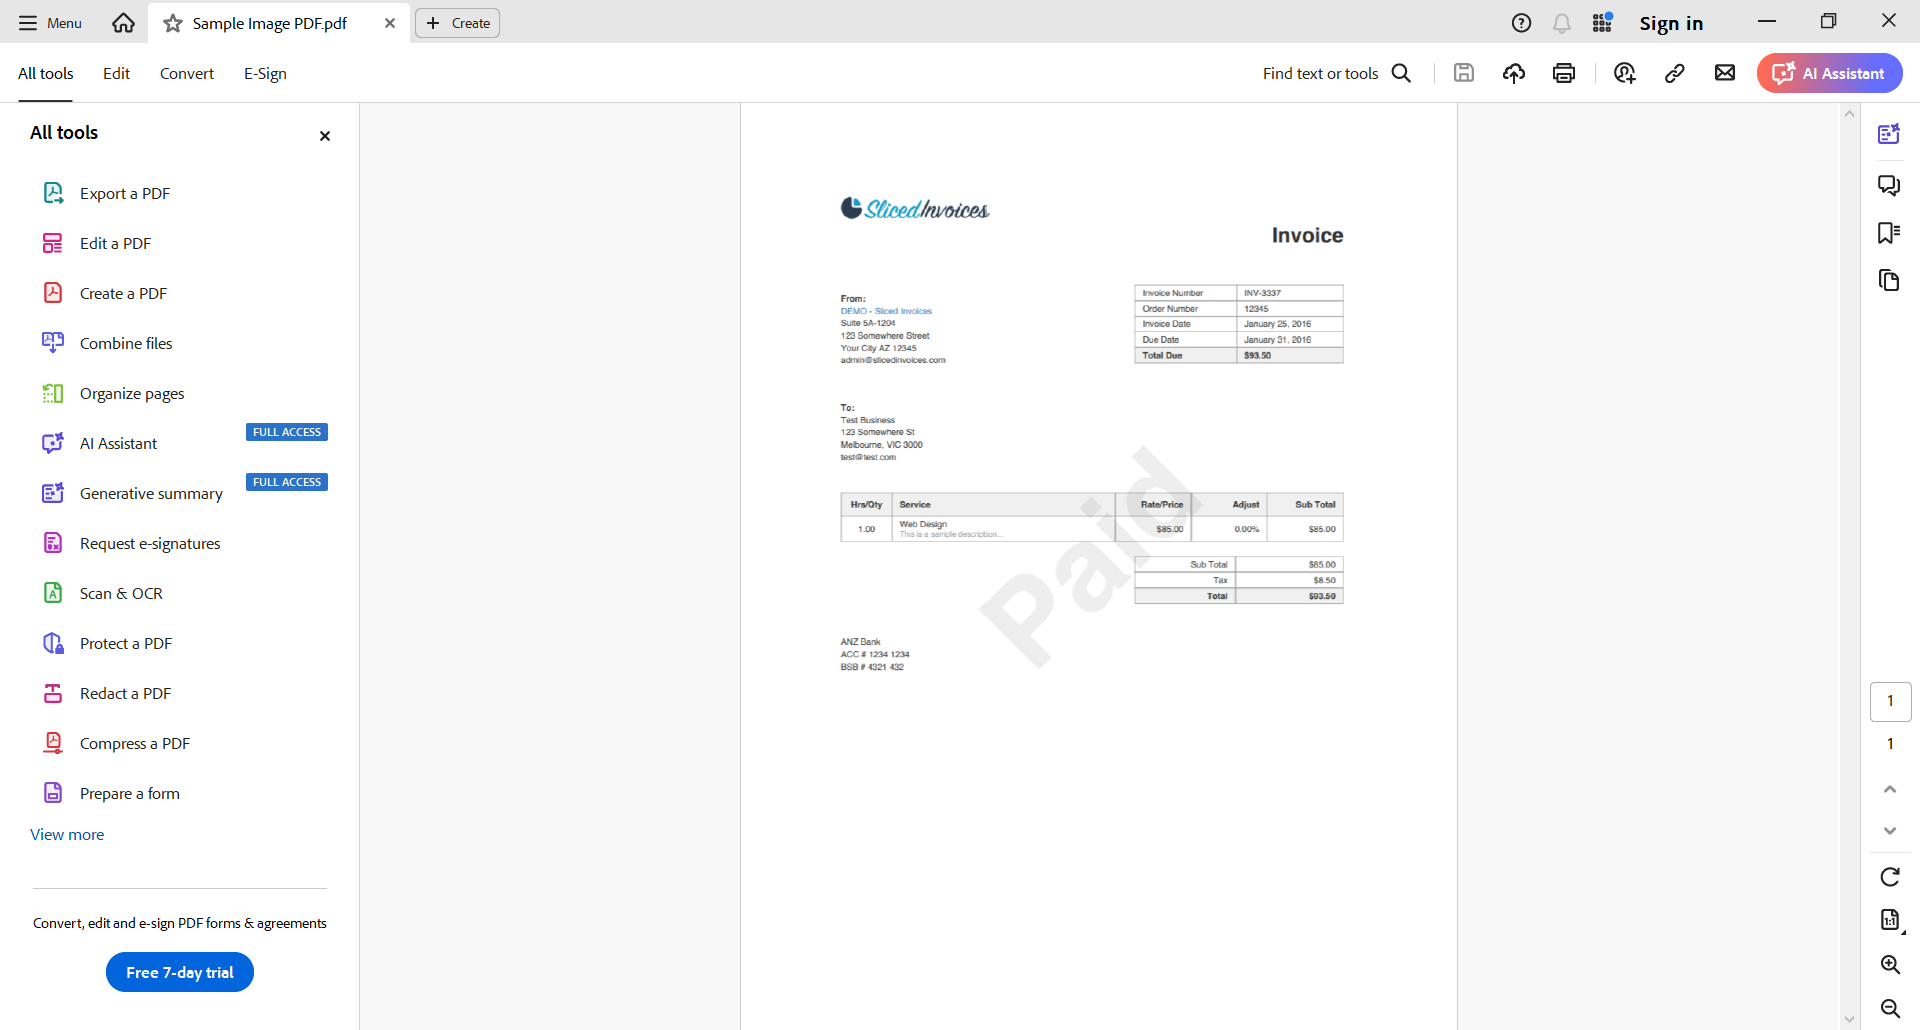 Menu
Sample Image PDF.pdf
Create
Sign in
All tools
Edit
Convert
E-Sign
Find text or tools
AI Assistant
All tools
Export a PDF
Edit a PDF
Create a PDF
Combine files
Organize pages
AI Assistant
FULL ACCESS
Generative summary
FULL ACCESS
Request e-signatures
Scan & OCR
Protect a PDF
Redact a PDF
Compress a PDF
Prepare a form
View more
Convert, edit and e-sign PDF forms & agreements
Free 7-day trial
Sliced Invoices
Invoice
From:
DEMO - Sliced Invoices
Suite 5A-1204
123 Somewhere Street
Your City AZ 12345
admin@slicedinvoices.com
Invoice Number INV-3337
Order Number 12345
Invoice Date January 25, 2016
Due Date January 31, 2016
Total Due $93.50
To:
Test Business
123 Somewhere St
Melbourne, VIC 3000
test@test.com
Hrs/Qty Service Rate/Price Adjust Sub Total
1.00 Web Design $85.00 0.00% $85.00
This is a sample description...
Sub Total $85.00
Tax $8.50
Total $93.50
Paid
ANZ Bank
ACC # 1234 1234
BSB # 4321 432
1
1
1:1